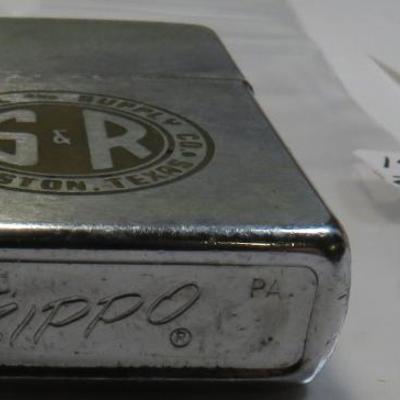 & SUPPLY CO.
S & R
STON, TEXAS
ZIPPO ®
PA.